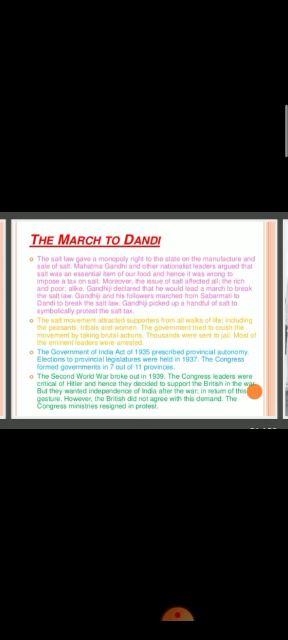 THE MARCH TO DANDI
The salt law gave a monopoly right to the state on the manufacture and
sale of salt. Mahatma Gandhi and other nationalist leaders argued that
salt was an essential item of our food and hence it was wrong to
impose a tax on salt. Moreover, the issue of salt affected all; the rich
and poor, alike. Gandhiji declared that he would lead a march to break
the salt law. Gandhiji and his followers marched from Sabarmati to
Dandi to break the salt law. Gandhiji picked up a handful of salt to
symbolically protest the salt tax.
The salt movement attracted supporters from all walks of life; including
the peasants, tribals and women. The government tried to crush the
movement by taking brutal actions. Thousands were sent to jail. Most of
the eminent leaders were arrested.
The Government of India Act of 1935 prescribed provincial autonomy.
Elections to provincial legislatures were held in 1937. The Congress
formed governments in 7 out of 11 provinces.
The Second World War broke out in 1939. The Congress leaders were
critical of Hitler and hence they decided to support the British in the war.
But they wanted independence of India after the war, in return of this
gesture. However, the British did not agree with this demand. The
Congress ministries resigned in protest.